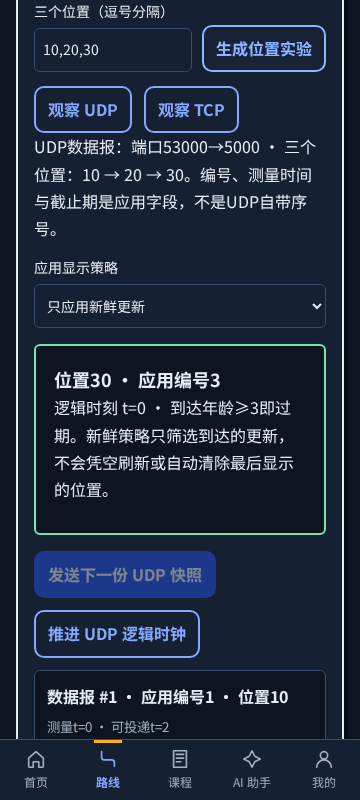 三个位置（逗号分隔）
10,20,30
生成位置实验
观察 UDP
观察 TCP
UDP数据报：端口53000→5000 · 三个
位置：10 → 20 → 30。编号、测量时间
与截止期是应用字段，不是UDP自带序
号。
应用显示策略
只应用新鲜更新
位置30 · 应用编号3
逻辑时刻 t=0 · 到达年龄≥3即过
期。新鲜策略只筛选到达的更新，
不会凭空刷新或自动清除最后显示
的位置。
发送下一份 UDP 快照
推进 UDP 逻辑时钟
数据报 #1 · 应用编号1 · 位置10
测量t=0 · 可投递t=2
首页
路线
课程
AI 助手
我的